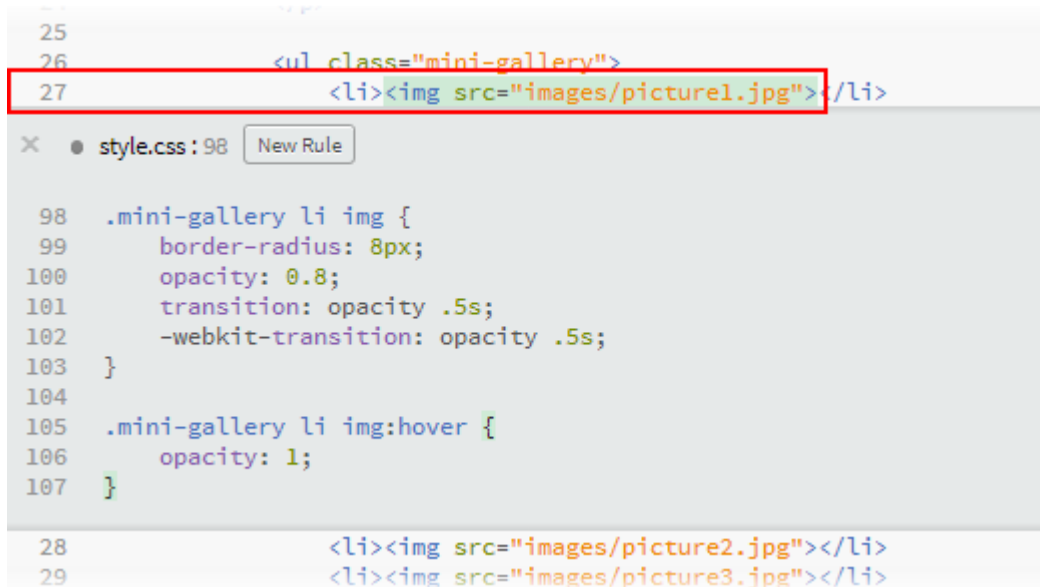 25
26 <ul class="mini-gallery">
27 <li><img src="images/picture1.jpg"></li>
× ● style.css : 98 New Rule
98 .mini-gallery li img {
99 border-radius: 8px;
100 opacity: 0.8;
101 transition: opacity .5s;
102 -webkit-transition: opacity .5s;
103 }
104
105 .mini-gallery li img:hover {
106 opacity: 1;
107 }
28 <li><img src="images/picture2.jpg"></li>
29 <li><img src="images/picture3.jpg"></li>